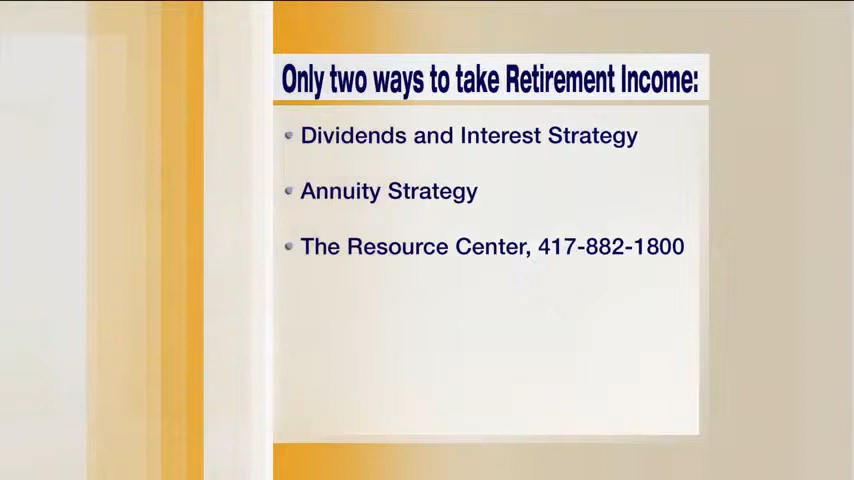 Only two ways to take Retirement Income:
• Dividends and Interest Strategy
• Annuity Strategy
• The Resource Center, 417-882-1800